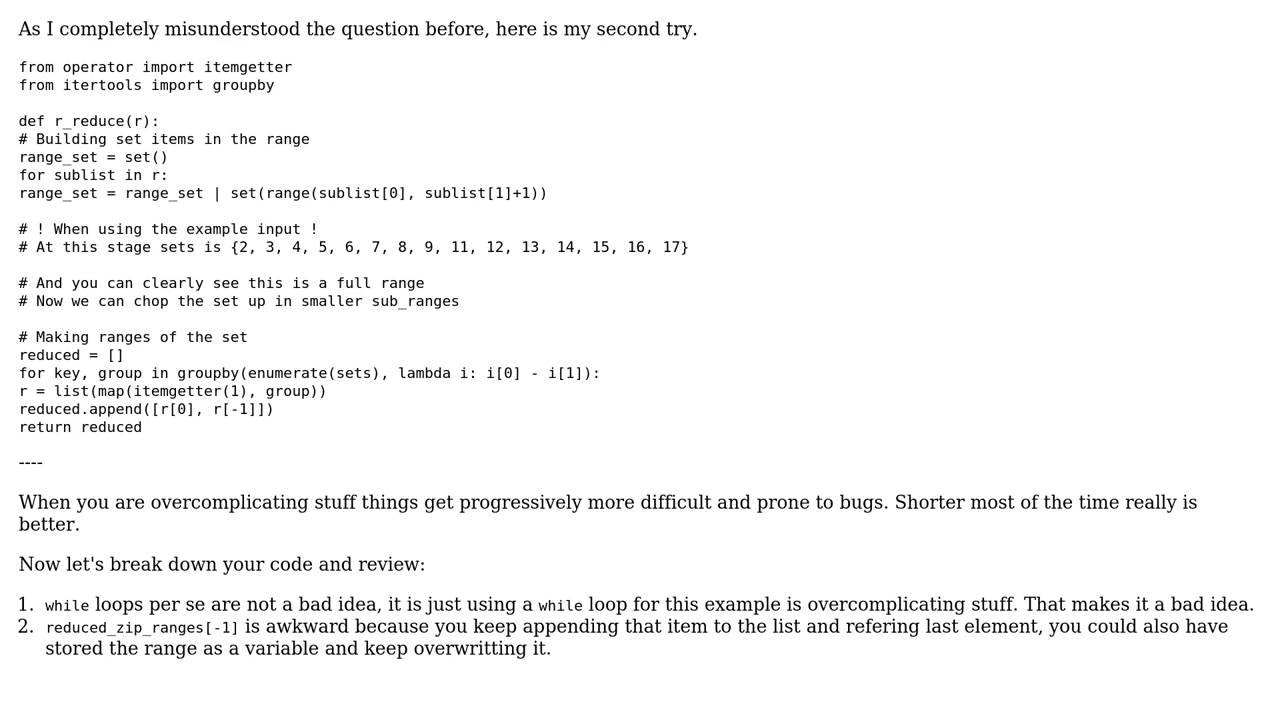 As I completely misunderstood the question before, here is my second try.
from operator import itemgetter
from itertools import groupby
def r_reduce(r):
# Building set items in the range
range_set = set()
for sublist in r:
range_set = range_set | set(range(sublist[0], sublist[1]+1))
# ! When using the example input !
# At this stage sets is {2, 3, 4, 5, 6, 7, 8, 9, 11, 12, 13, 14, 15, 16, 17}
# And you can clearly see this is a full range
# Now we can chop the set up in smaller sub_ranges
# Making ranges of the set
reduced = []
for key, group in groupby(enumerate(sets), lambda i: i[0] - i[1]):
r = list(map(itemgetter(1), group))
reduced.append([r[0], r[-1]])
return reduced
----
When you are overcomplicating stuff things get progressively more difficult and prone to bugs. Shorter most of the time really is
better.
Now let's break down your code and review:
1. while loops per se are not a bad idea, it is just using a while loop for this example is overcomplicating stuff. That makes it a bad idea.
2. reduced_zip_ranges[-1] is awkward because you keep appending that item to the list and refering last element, you could also have
stored the range as a variable and keep overwritting it.